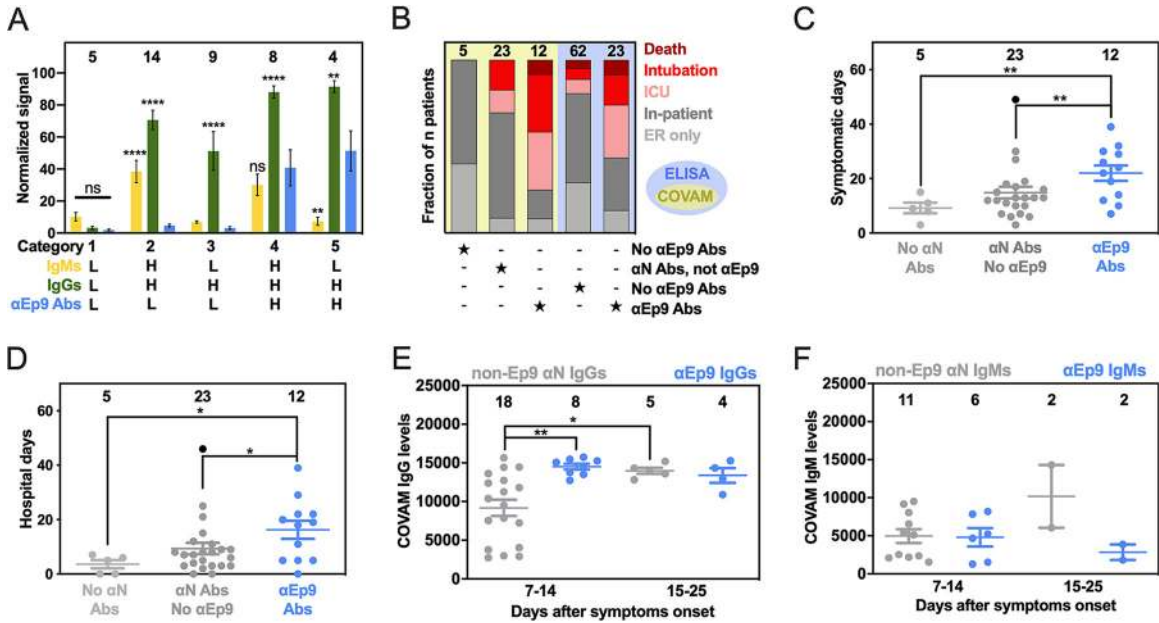 A
Normalized signal
100
80
60
40
20
0
5 14 9 8 4
ns
****
****
****
ns
****
**
**
Category 1 2 3 4 5
IgMs L H L H L
IgGs L H H H H
αEp9 Abs L L L H H
B
Fraction of n patients
5 23 12 62 23
Death
Intubation
ICU
In-patient
ER only
ELISA
COVAM
★ - - - - No αEp9 Abs
- ★ - - - αN Abs, not αEp9
- - - ★ - No αEp9 Abs
- - ★ - ★ αEp9 Abs
C
Symptomatic days
60
40
20
0
5 23 12
**
**
No αN Abs
αN Abs No αEp9
αEp9 Abs
D
Hospital days
60
40
20
0
5 23 12
*
*
No αN Abs
αN Abs No αEp9
αEp9 Abs
E
COVAM IgG levels
25000
20000
15000
10000
5000
0
non-Ep9 αN IgGs αEp9 IgGs
18 8 5 4
*
**
7-14 15-25
Days after symptoms onset
F
COVAM IgM levels
25000
20000
15000
10000
5000
0
non-Ep9 αN IgMs αEp9 IgMs
11 6 2 2
7-14 15-25
Days after symptoms onset